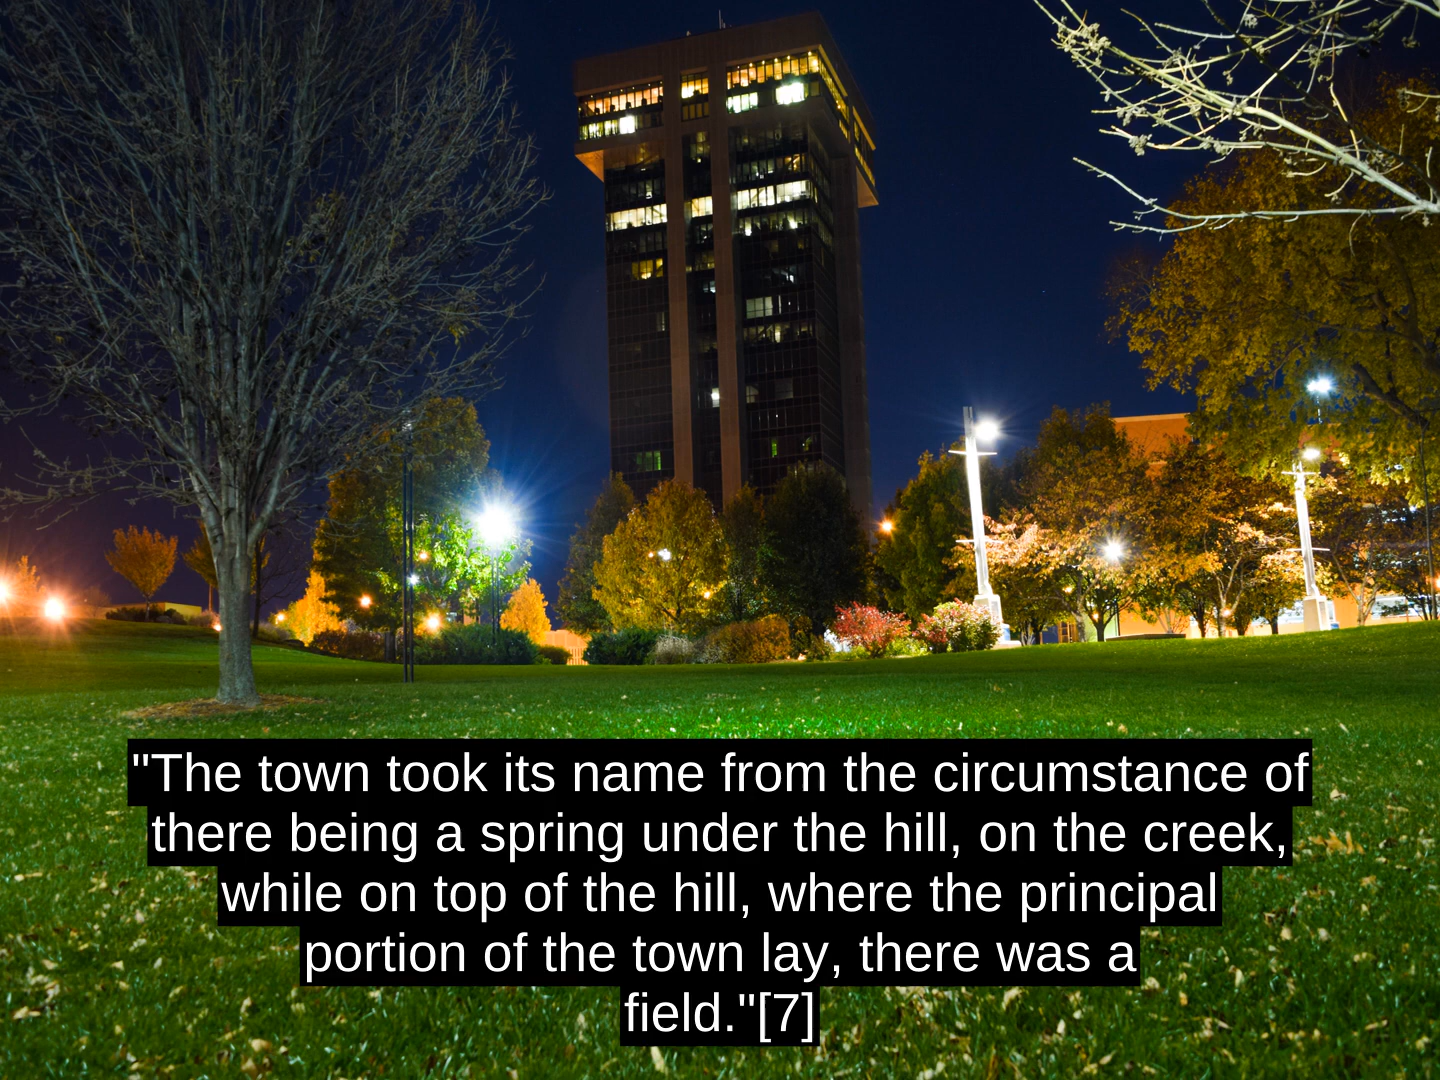 "The town took its name from the circumstance of
there being a spring under the hill, on the creek,
while on top of the hill, where the principal
portion of the town lay, there was a
field."[7]